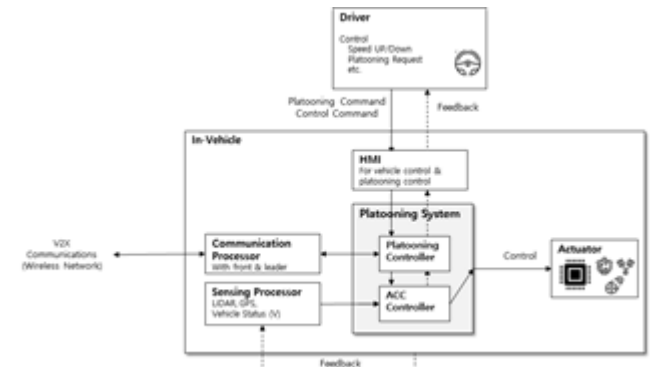 Driver
Control
Speed UP/Down
Platooning Request
etc.
Platooning Command
Control Command
Feedback
In-Vehicle
HMI
For vehicle control &
platooning control
Platooning System
V2X
Communications
(Wireless Network)
Communication
Processor
With front & leader
Platooning
Controller
Control
Actuator
Sensing Processor
LiDAR, GPS,
Vehicle Status (V)
ACC
Controller
Feedback